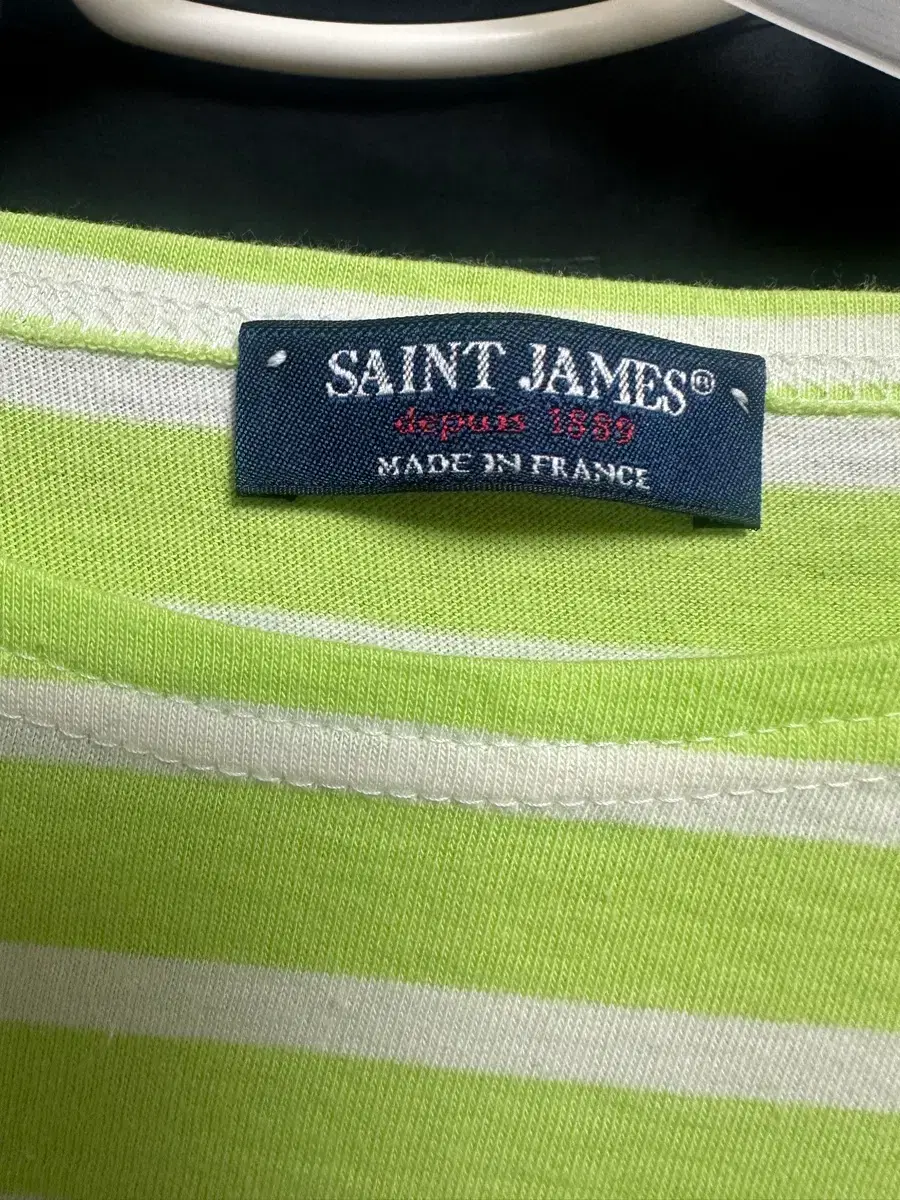 SAINT JAMES®
depuis 1889
MADE IN FRANCE